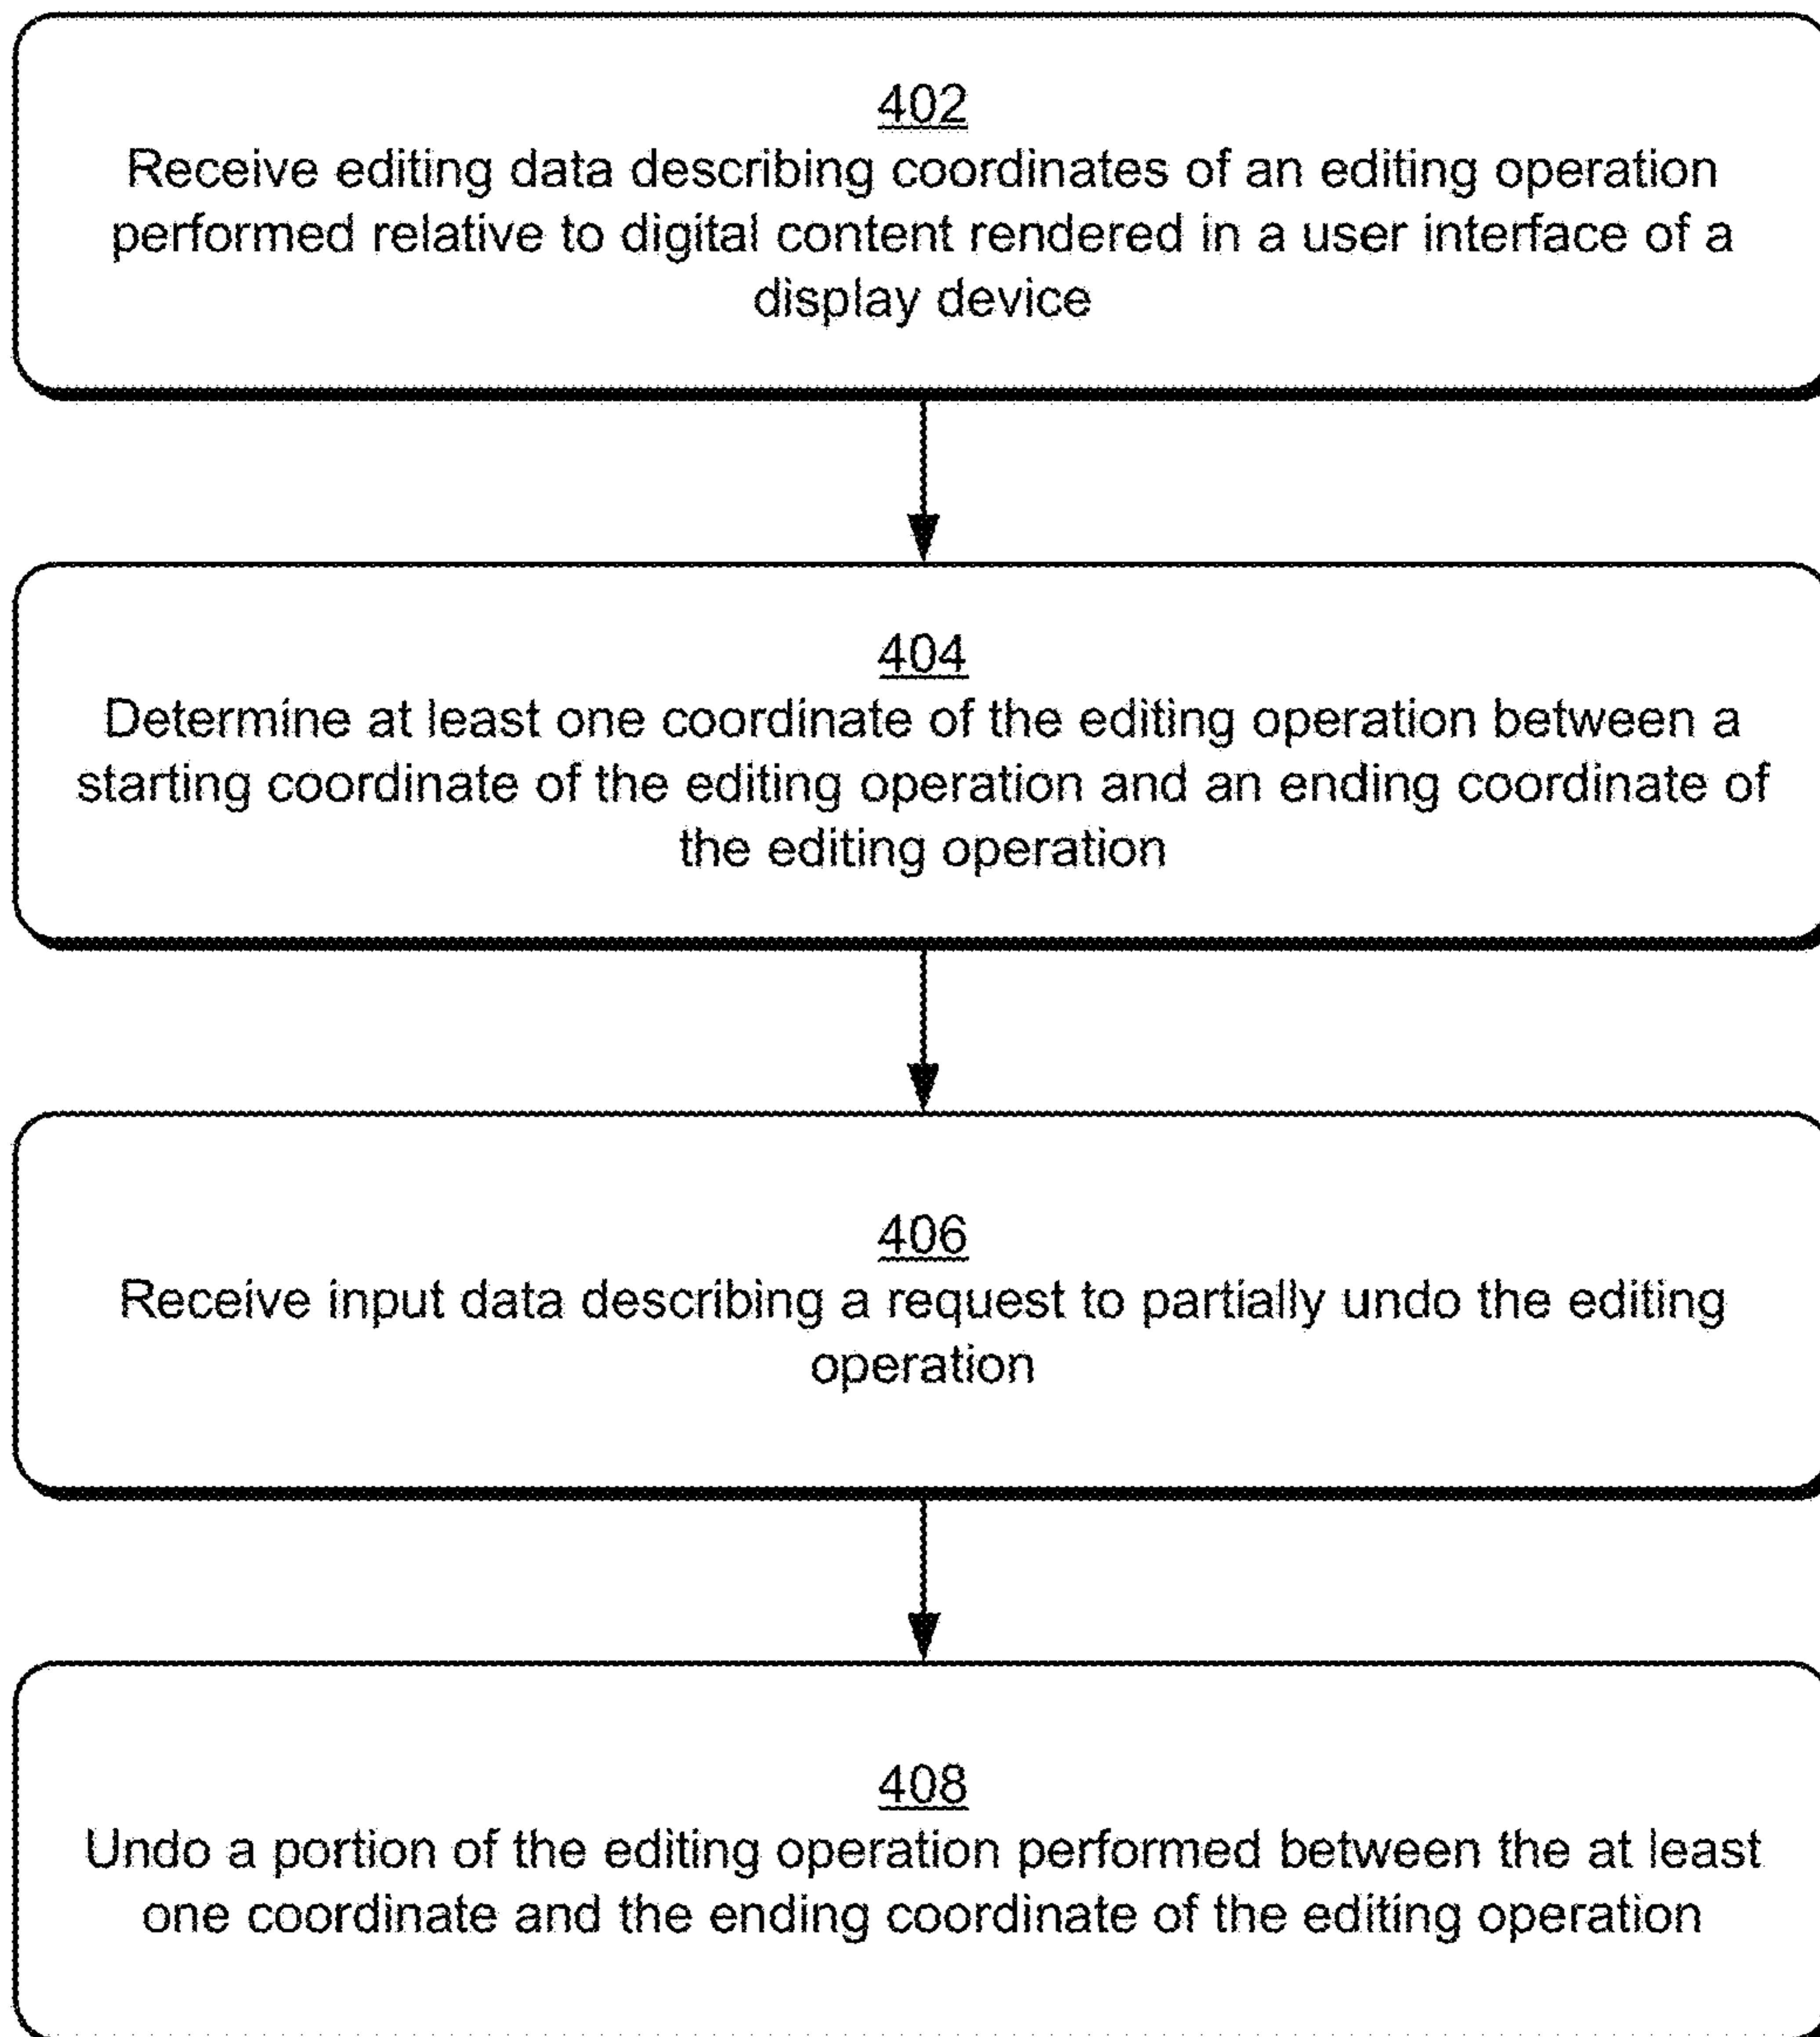 402
Receive editing data describing coordinates of an editing operation
performed relative to digital content rendered in a user interface of a
display device
404
Determine at least one coordinate of the editing operation between a
starting coordinate of the editing operation and an ending coordinate of
the editing operation
406
Receive input data describing a request to partially undo the editing
operation
408
Undo a portion of the editing operation performed between the at least
one coordinate and the ending coordinate of the editing operation